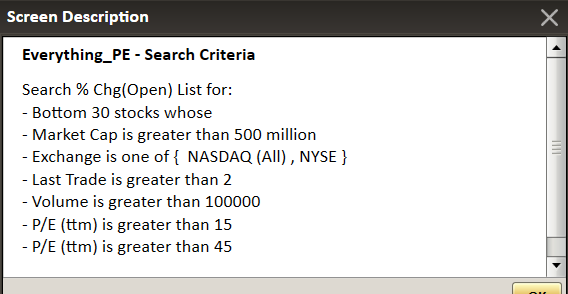 Screen Description
Everything_PE - Search Criteria
Search % Chg(Open) List for:
- Bottom 30 stocks whose
- Market Cap is greater than 500 million
- Exchange is one of {  NASDAQ (All) , NYSE }
- Last Trade is greater than 2
- Volume is greater than 100000
- P/E (ttm) is greater than 15
- P/E (ttm) is greater than 45